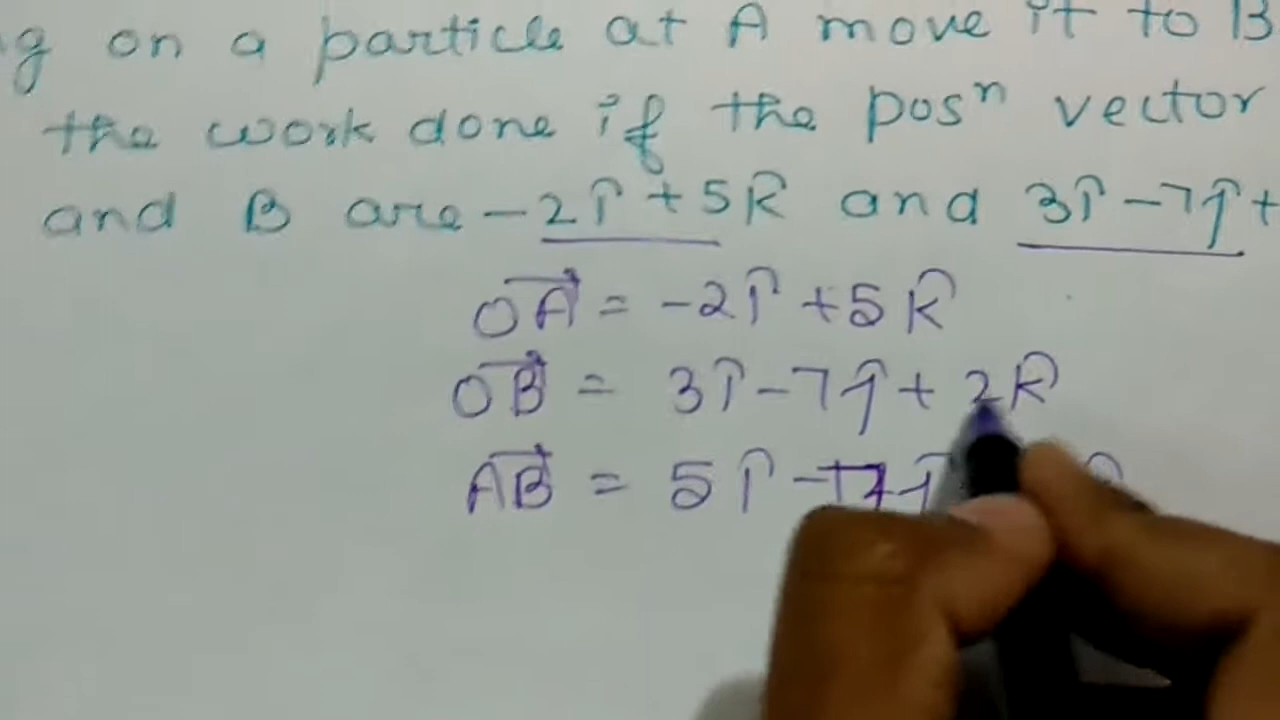 g on a particle at A move it to B
the work done if the posⁿ vector
and B are -2î + 5k̂ and 3î - 7ĵ +
OA⃗ = -2î + 5k̂
OB⃗ = 3î - 7ĵ + 2k̂
AB⃗ = 5î - 7ĵ